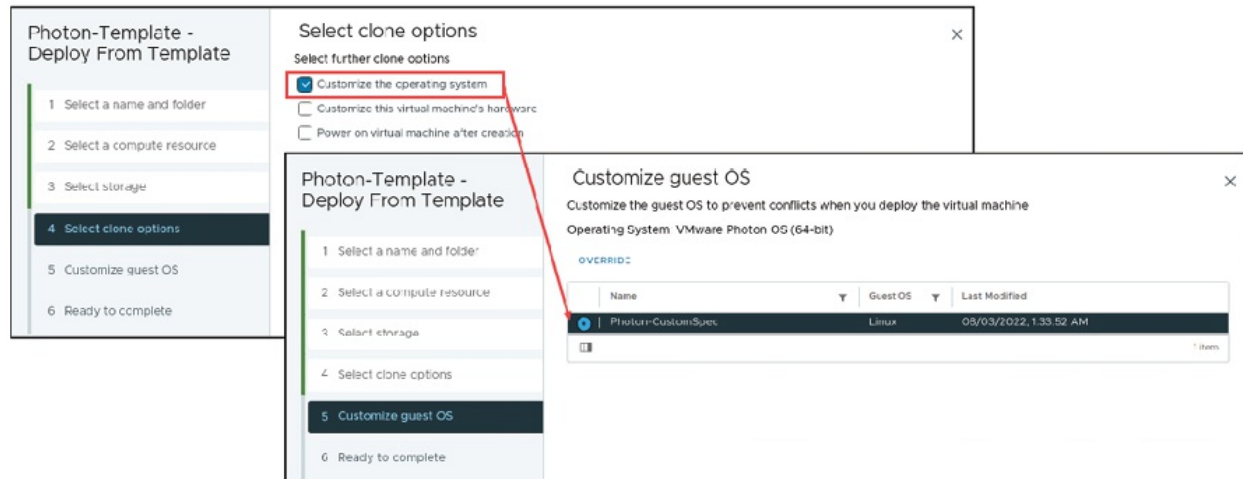 Photon-Template -
Deploy From Template
1 Select a name and folder
2 Select a compute resource
3 Select storage
4 Select clone options
5 Customize guest OS
6 Ready to complete
Select clone options
Select further clone options
Customize the operating system
Customize this virtual machine's hardware
Power on virtual machine after creation
Photon-Template -
Deploy From Template
1 Select a name and folder
2 Select a compute resource
3 Select storage
4 Select clone options
5 Customize guest OS
6 Ready to complete
Customize guest OS
Customize the guest OS to prevent conflicts when you deploy the virtual machine
Operating System: VMware Photon OS (64-bit)
OVERRIDE
Name Guest OS Last Modified
Photon-CustomSpec Linux 2022, 1:33:52 AM
1 item